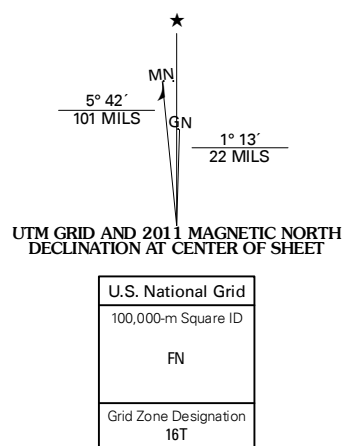 ★
MN
5° 42´
101 MILS
GN
1° 13´
22 MILS
UTM GRID AND 2011 MAGNETIC NORTH
DECLINATION AT CENTER OF SHEET
U.S. National Grid
100,000-m Square ID
FN
Grid Zone Designation
16T